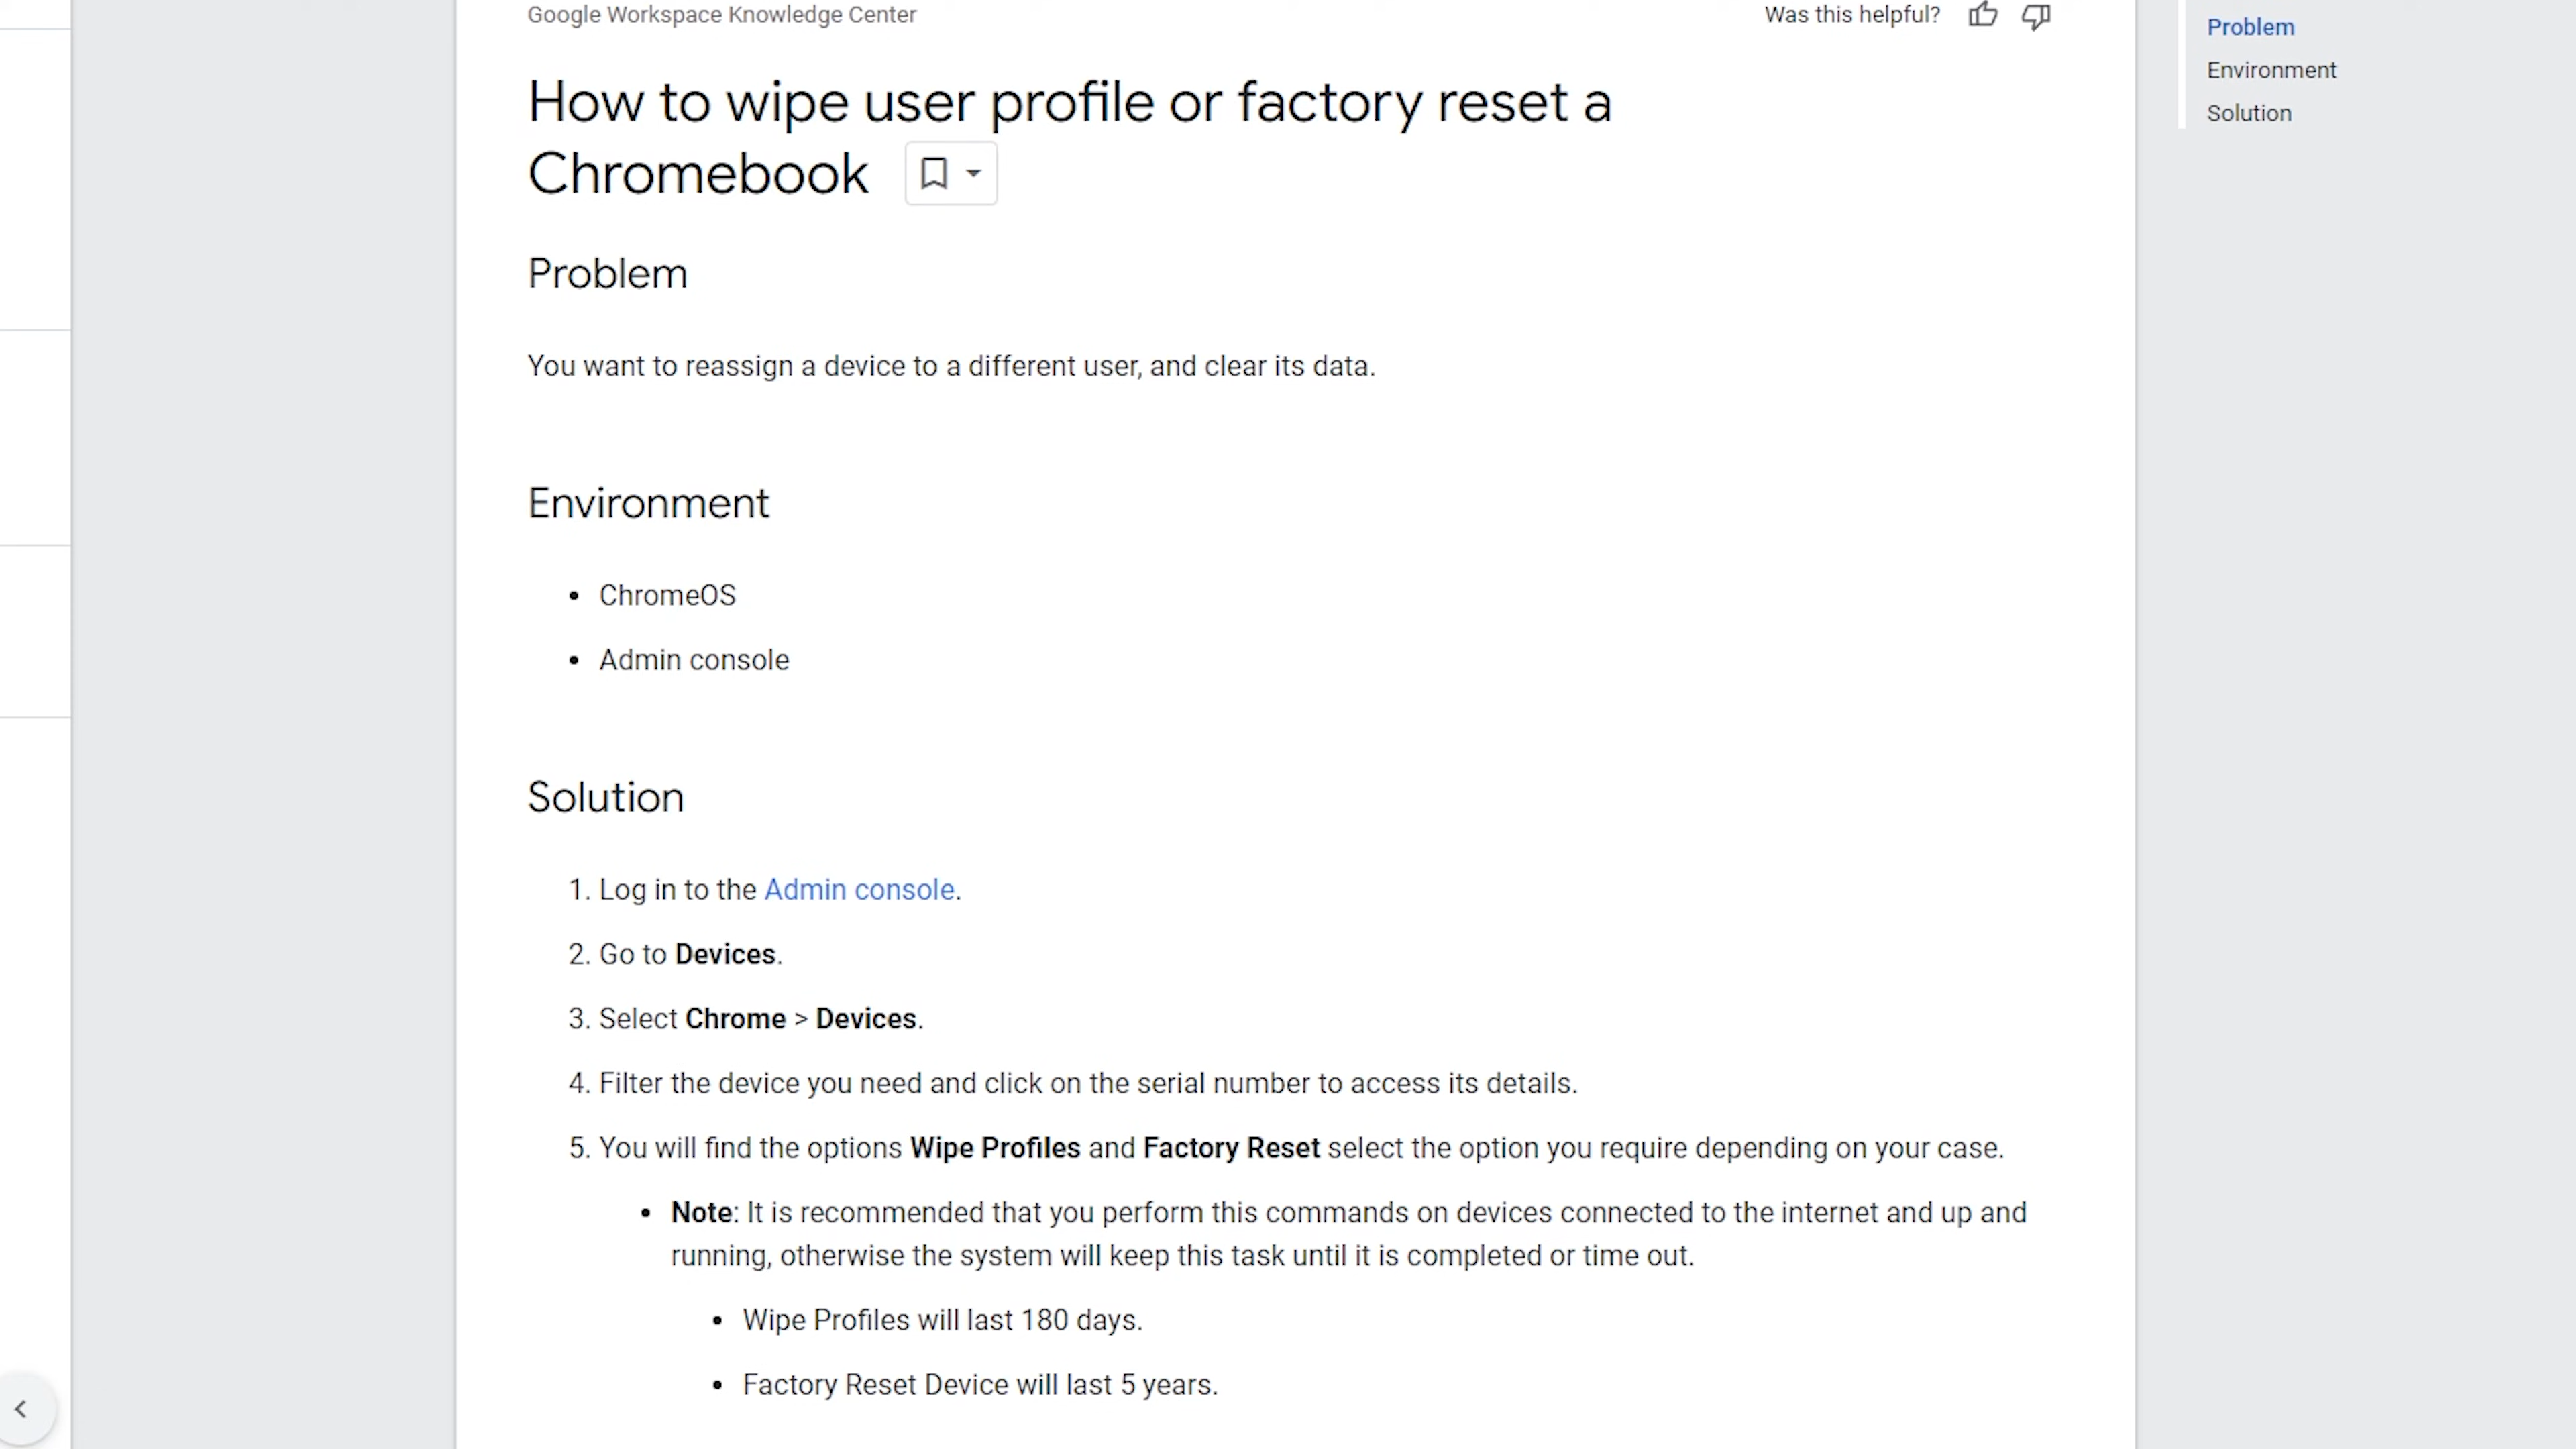 Google Workspace Knowledge Center
Was this helpful?
How to wipe user profile or factory reset a
Chromebook
Problem
You want to reassign a device to a different user, and clear its data.
Environment
• ChromeOS
• Admin console
Solution
1. Log in to the Admin console.
2. Go to Devices.
3. Select Chrome > Devices.
4. Filter the device you need and click on the serial number to access its details.
5. You will find the options Wipe Profiles and Factory Reset select the option you require depending on your case.
• Note: It is recommended that you perform this commands on devices connected to the internet and up and
running, otherwise the system will keep this task until it is completed or time out.
• Wipe Profiles will last 180 days.
• Factory Reset Device will last 5 years.
Problem
Environment
Solution